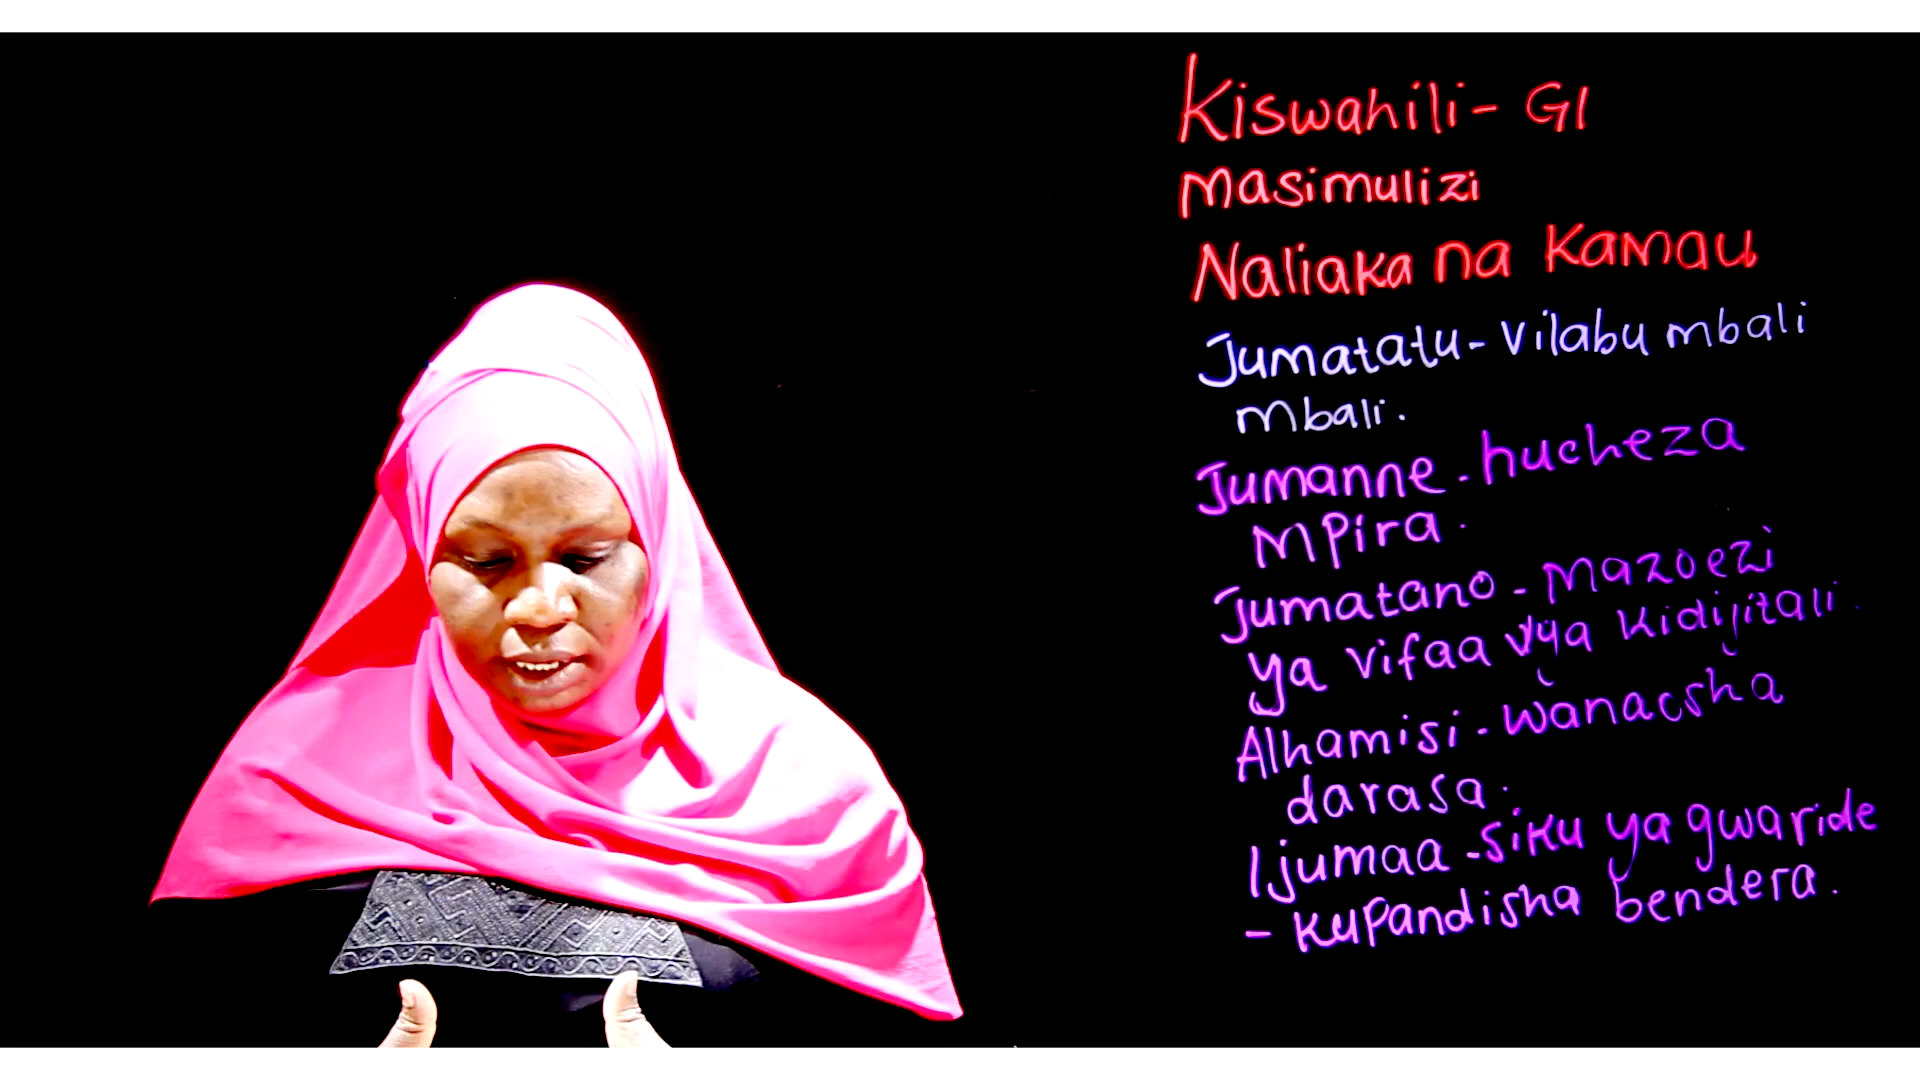 Kiswahili - G1
Masimulizi
Naliaka na Kamau
Jumatatu - Vilabu mbali
mbali.
Jumanne - hucheza
Mpira.
Jumatano - Mazoezi
ya vifaa vya kidijitali.
Alhamisi - wanaosha
darasa.
Ijumaa - siku ya gwaride
- kupandisha bendera.